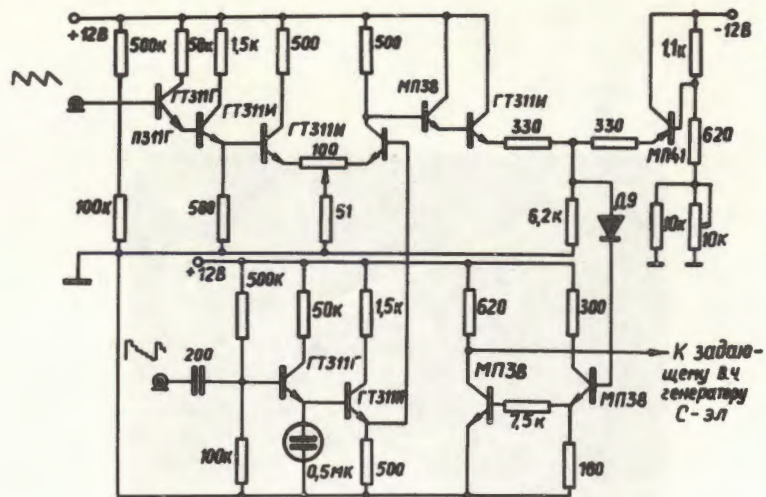 +12В
500к
50к
1,5к
500
500
-12В
1,1к
ГТ311Г
ГТ311И
П311Г
ГТ311И
МП38
ГТ311И
100
330
330
МП41
620
100к
500
51
6,2к
Д9
10к
10к
+12В
500к
50к
1,5к
620
300
200
ГТ311Г
ГТ311И
МП38
7,5к
МП38
К задаю-
щему в.ч
генератору
С-эл
100к
0,5мк
500
160